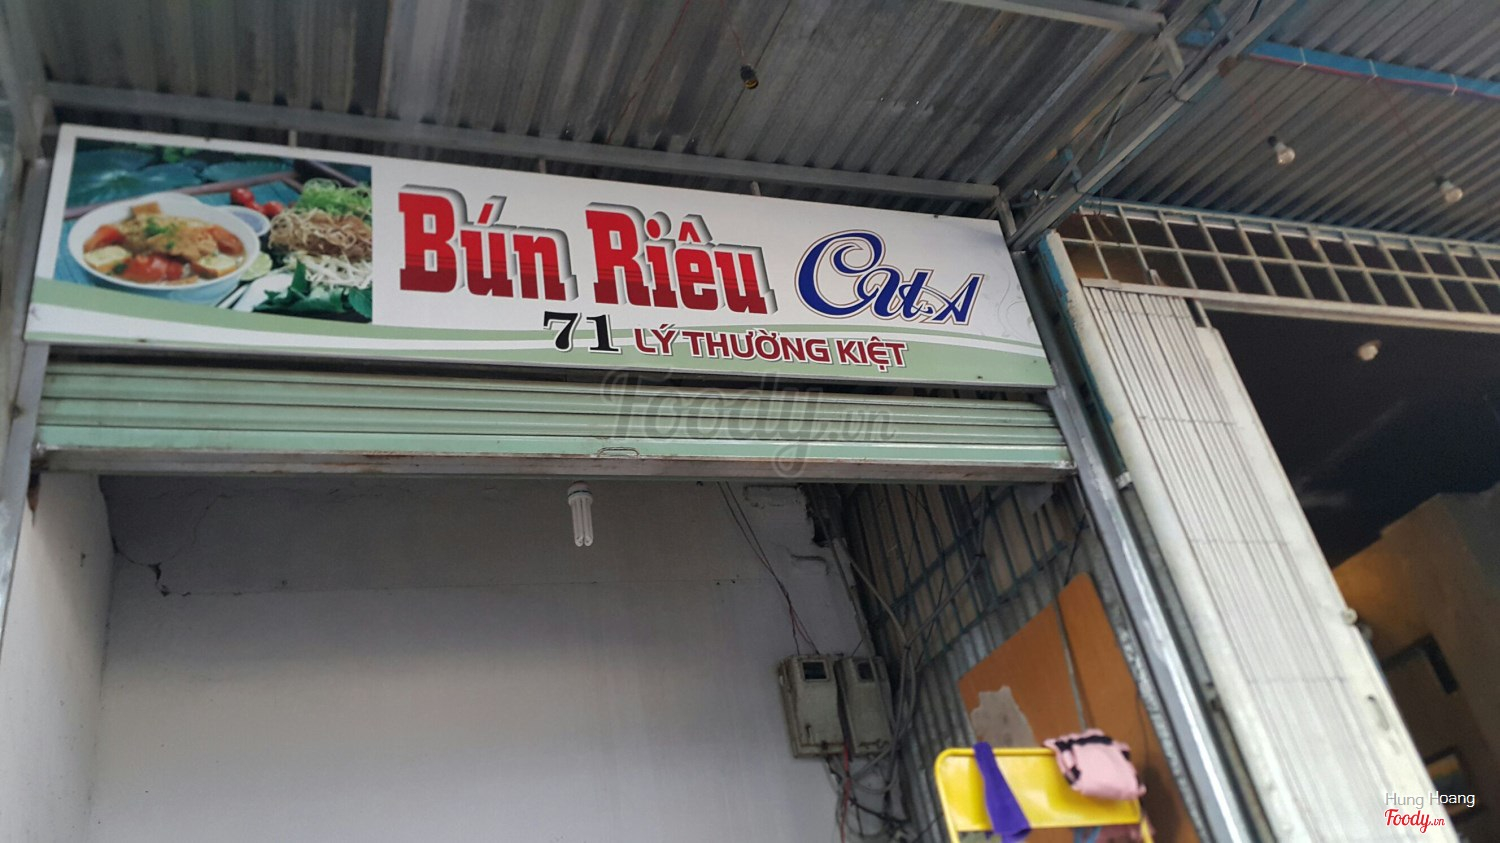 Bún Riêu CUA
71 LÝ THƯỜNG KIỆT
Foody.vn
Hung Hoang
Foody.vn